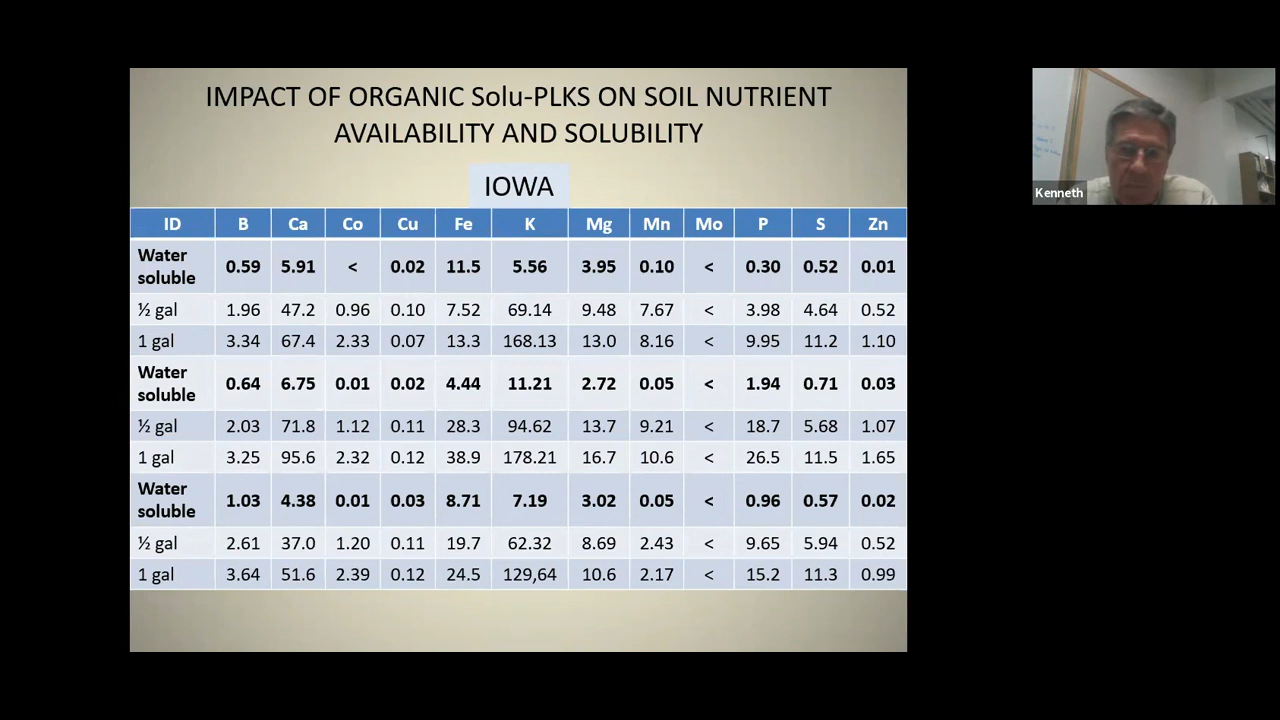 IMPACT OF ORGANIC Solu-PLKS ON SOIL NUTRIENT
AVAILABILITY AND SOLUBILITY
IOWA
ID B Ca Co Cu Fe K Mg Mn Mo P S Zn
Water soluble 0.59 5.91 < 0.02 11.5 5.56 3.95 0.10 < 0.30 0.52 0.01
½ gal 1.96 47.2 0.96 0.10 7.52 69.14 9.48 7.67 < 3.98 4.64 0.52
1 gal 3.34 67.4 2.33 0.07 13.3 168.13 13.0 8.16 < 9.95 11.2 1.10
Water soluble 0.64 6.75 0.01 0.02 4.44 11.21 2.72 0.05 < 1.94 0.71 0.03
½ gal 2.03 71.8 1.12 0.11 28.3 94.62 13.7 9.21 < 18.7 5.68 1.07
1 gal 3.25 95.6 2.32 0.12 38.9 178.21 16.7 10.6 < 26.5 11.5 1.65
Water soluble 1.03 4.38 0.01 0.03 8.71 7.19 3.02 0.05 < 0.96 0.57 0.02
½ gal 2.61 37.0 1.20 0.11 19.7 62.32 8.69 2.43 < 9.65 5.94 0.52
1 gal 3.64 51.6 2.39 0.12 24.5 129,64 10.6 2.17 < 15.2 11.3 0.99
Kenneth